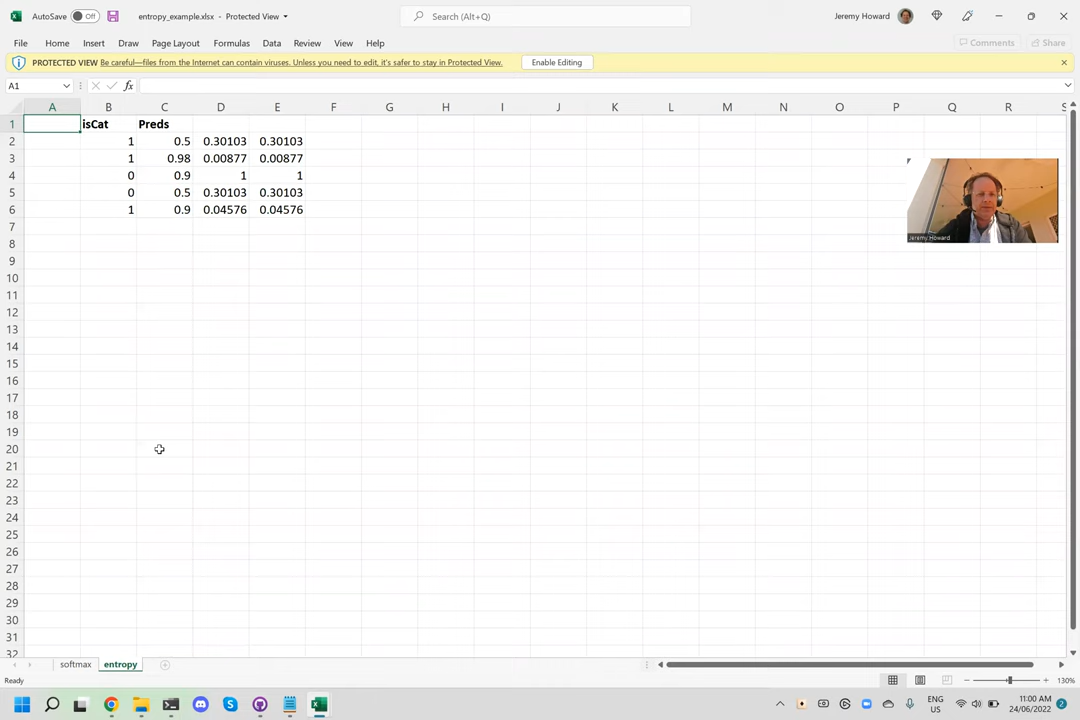 AutoSave Off entropy_example.xlsx - Protected View Search (Alt+Q) Jeremy Howard
File Home Insert Draw Page Layout Formulas Data Review View Help Comments Share
PROTECTED VIEW Be careful—files from the Internet can contain viruses. Unless you need to edit, it's safer to stay in Protected View. Enable Editing
A1 fx
A B C D E F G H I J K L M N O P Q R S
1 isCat Preds
2 1 0.5 0.30103 0.30103
3 1 0.98 0.00877 0.00877
4 0 0.9 1 1
5 0 0.5 0.30103 0.30103
6 1 0.9 0.04576 0.04576
7
8
Jeremy Howard
9
10
11
12
13
14
15
16
17
18
19
20
21
22
23
24
25
26
27
28
29
30
31
32
softmax entropy
Ready 130%
ENG 11:00 AM
US 24/06/2022 2